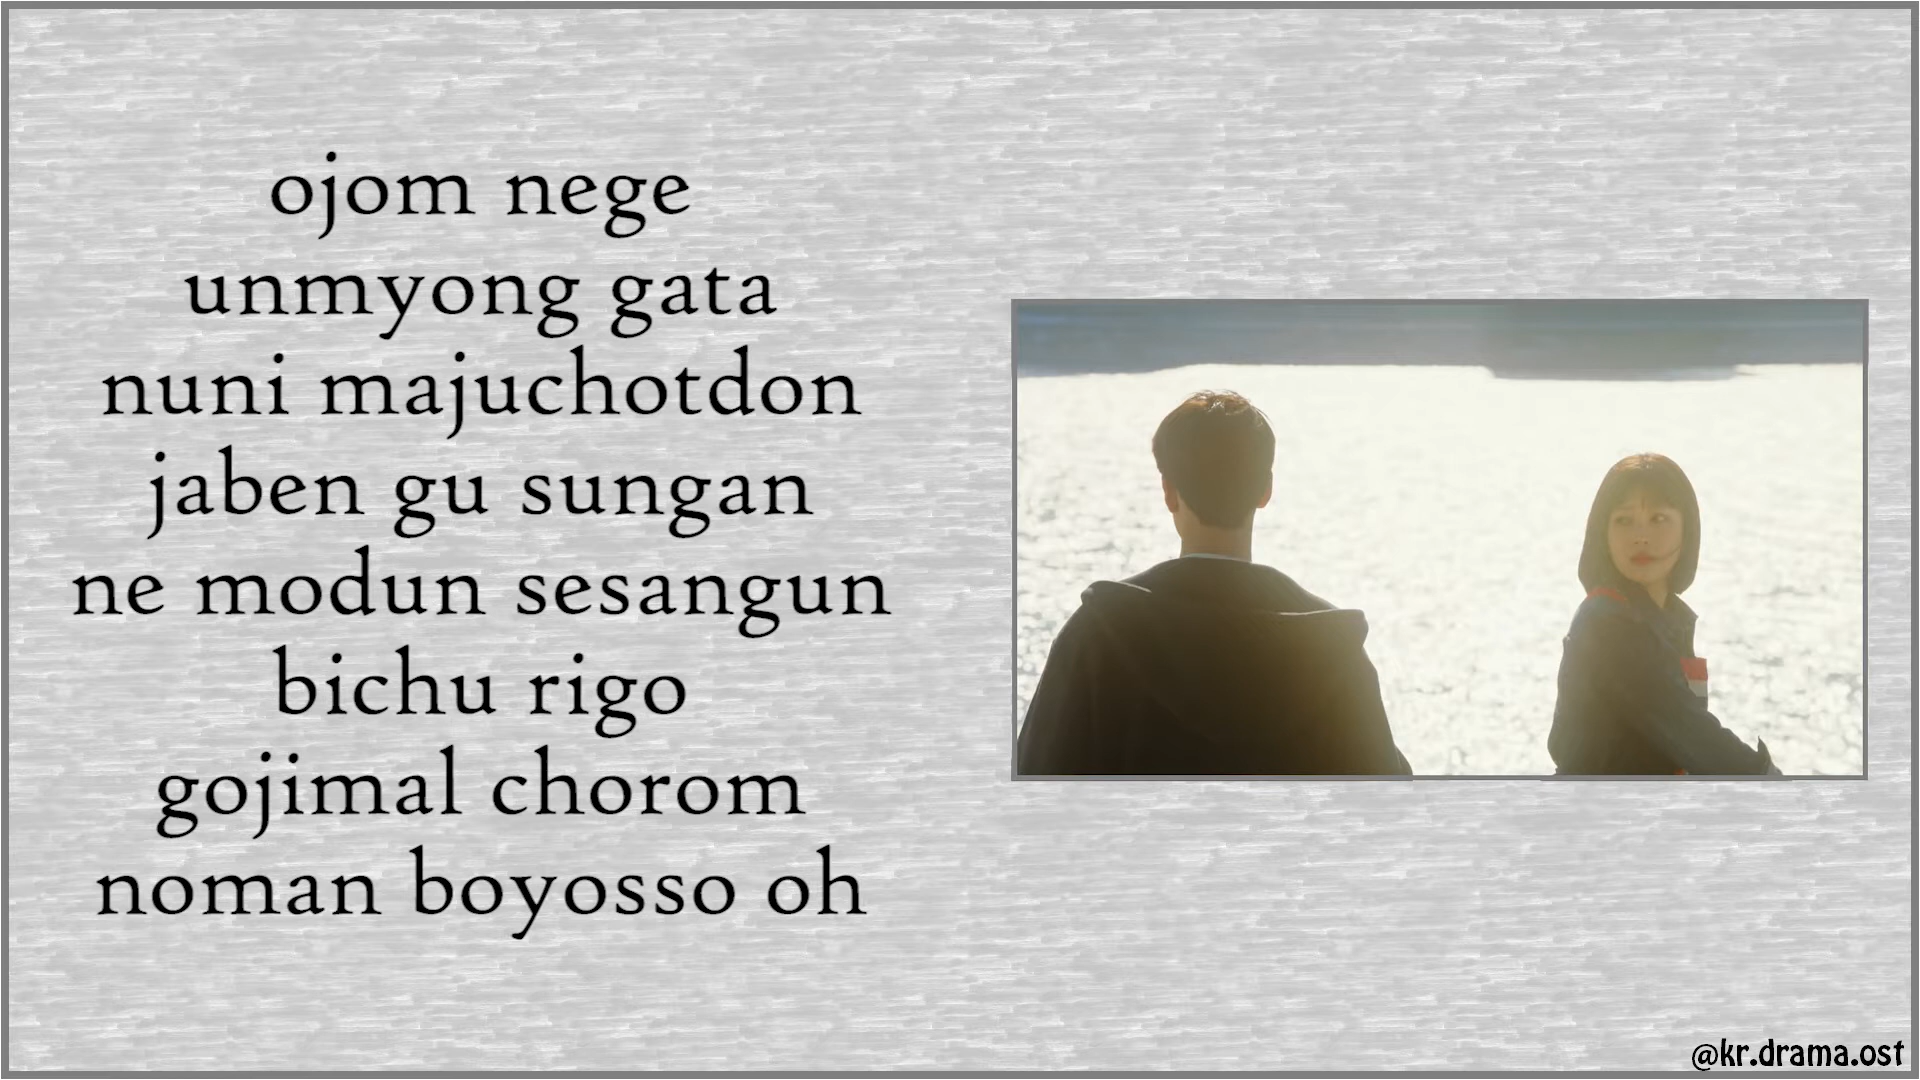 ojom nege
unmyong gata
nuni majuchotdon
jaben gu sungan
ne modun sesangun
bichu rigo
gojimal chorom
noman boyosso oh
@kr.drama.ost